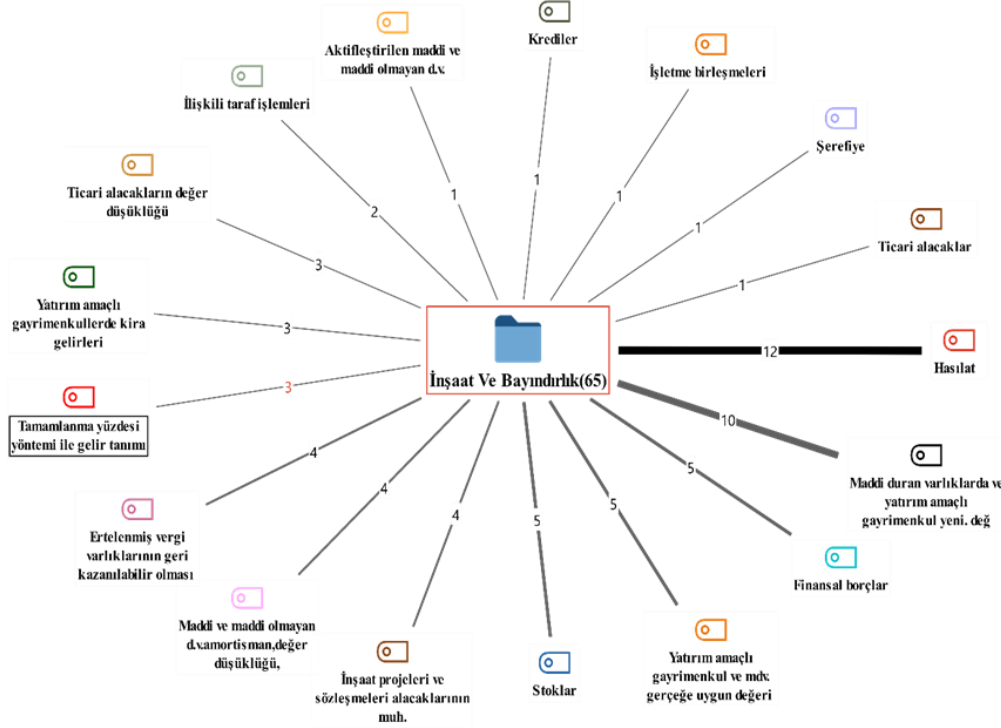 Krediler
Aktifleştirilen maddi ve
maddi olmayan d.v.
İşletme birleşmeleri
İlişkili taraf işlemleri
Şerefiye
Ticari alacakların değer
düşüklüğü
Ticari alacaklar
Yatırım amaçlı
gayrimenkullerde kira
gelirleri
Hasılat
Tamamlanma yüzdesi
yöntemi ile gelir tanımı
İnşaat Ve Bayındırlık(65)
Maddi duran varlıklarda ve
yatırım amaçlı
gayrimenkul yeni. değ
Ertelenmiş vergi
varlıklarının geri
kazanılabilir olması
Finansal borçlar
Maddi ve maddi olmayan
d.v.amortisman,değer
düşüklüğü,
İnşaat projeleri ve
sözleşmeleri alacaklarının
muh.
Stoklar
Yatırım amaçlı
gayrimenkul ve mdv.
gerçeğe uygun değeri
1
1
1
2
1
3
1
3
12
3
10
4
4
4
5
5
5